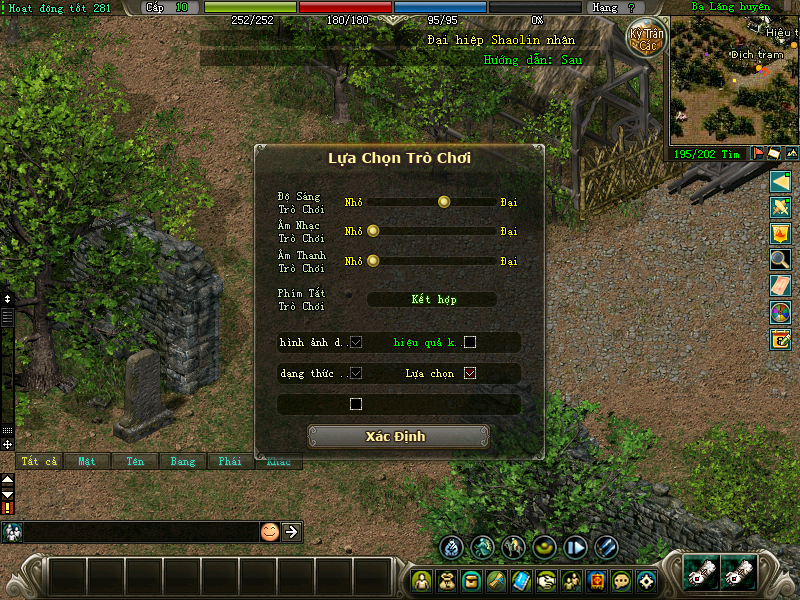 Hoạt động tốt 281
Cấp 10
Hạng ?
Ba Lăng huyện
252/252
180/180
95/95
0%
Đại hiệp Shaolin nhân
Hướng dẫn: Sau
Kỳ Trân
Các
Hiệu t
Dịch trạm
195/202 Tìm
Lựa Chọn Trò Chơi
Độ Sáng
Trò Chơi
Nhỏ
Đại
Âm Nhạc
Trò Chơi
Nhỏ
Đại
Âm Thanh
Trò Chơi
Nhỏ
Đại
Phím Tắt
Trò Chơi
Kết hợp
hình ảnh d..
hiệu quả k..
dạng thức ..
Lựa chọn
Xác Định
Tất cả
Mật
Tên
Bang
Phái
Khác